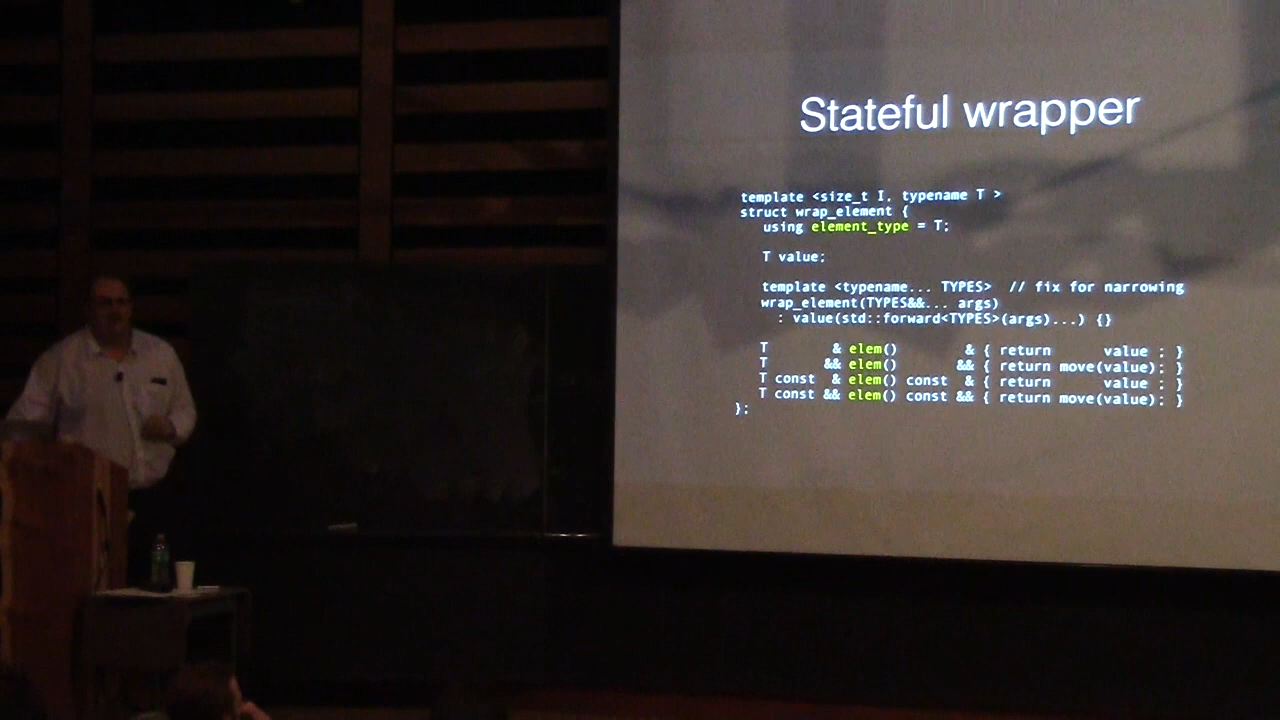 Stateful wrapper
template <size_t I, typename T >
struct wrap_element {
using element_type = T;
T value;
template <typename... TYPES> // fix for narrowing
wrap_element(TYPES&&... args)
: value(std::forward<TYPES>(args)...) {}
T & elem() & { return value ; }
T && elem() && { return move(value); }
T const & elem() const & { return value ; }
T const && elem() const && { return move(value); }
};